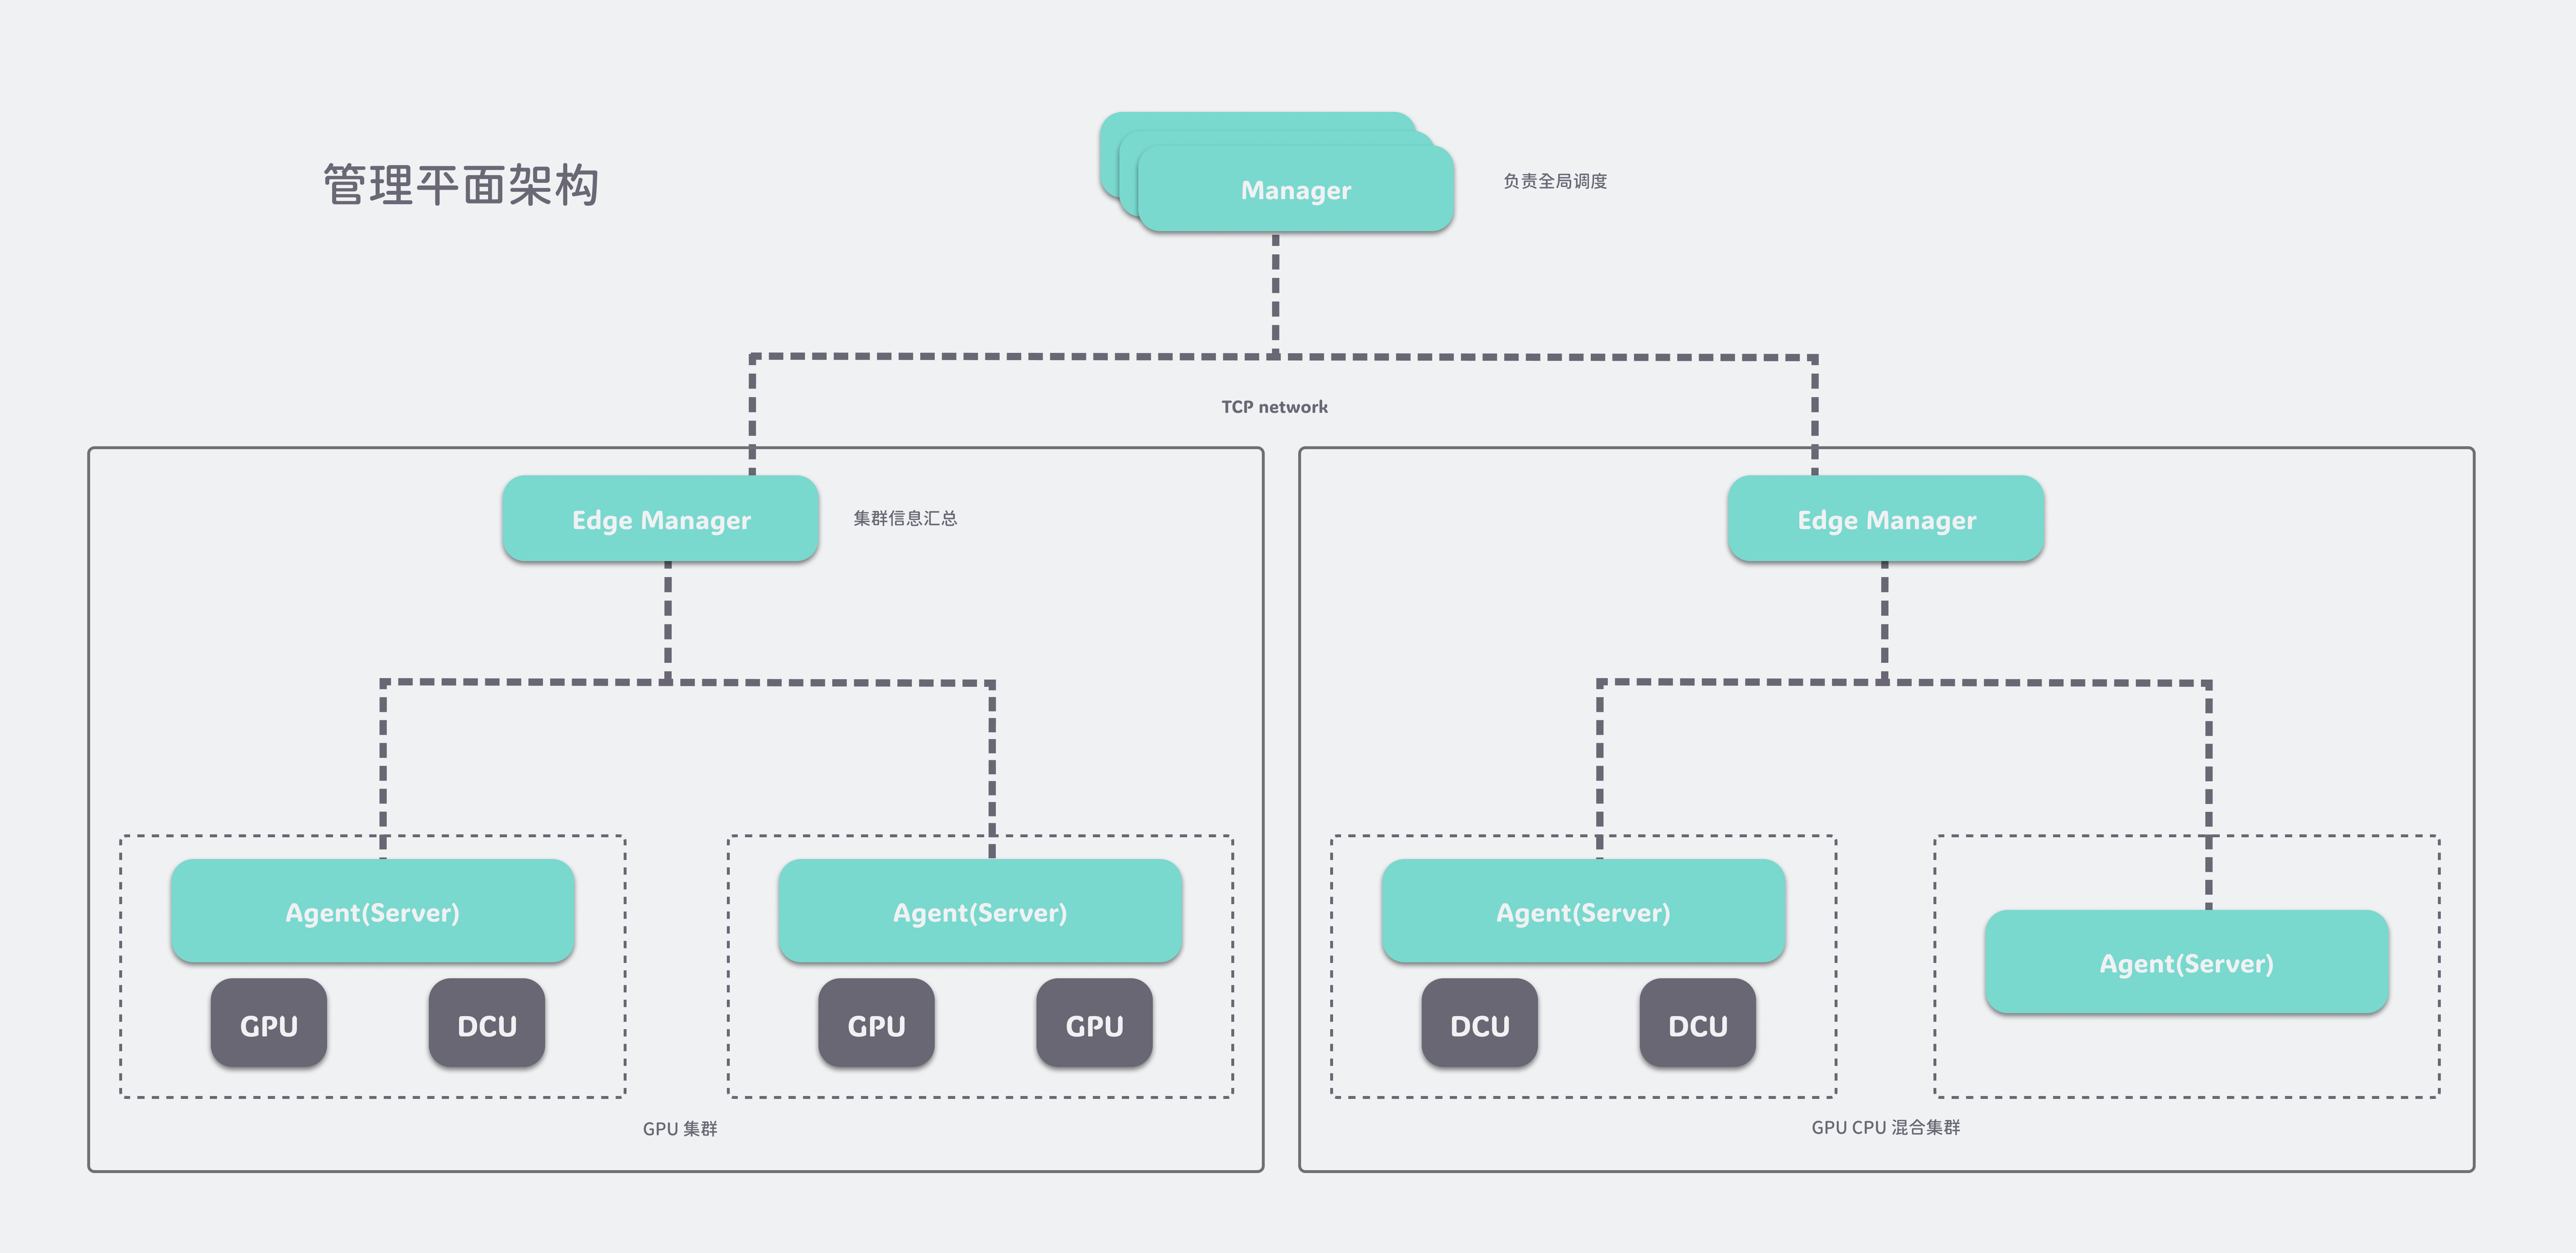 管理平面架构
Manager
负责全局调度
TCP network
Edge Manager
集群信息汇总
Edge Manager
Agent(Server)
Agent(Server)
Agent(Server)
Agent(Server)
GPU
DCU
GPU
GPU
DCU
DCU
GPU 集群
GPU CPU 混合集群